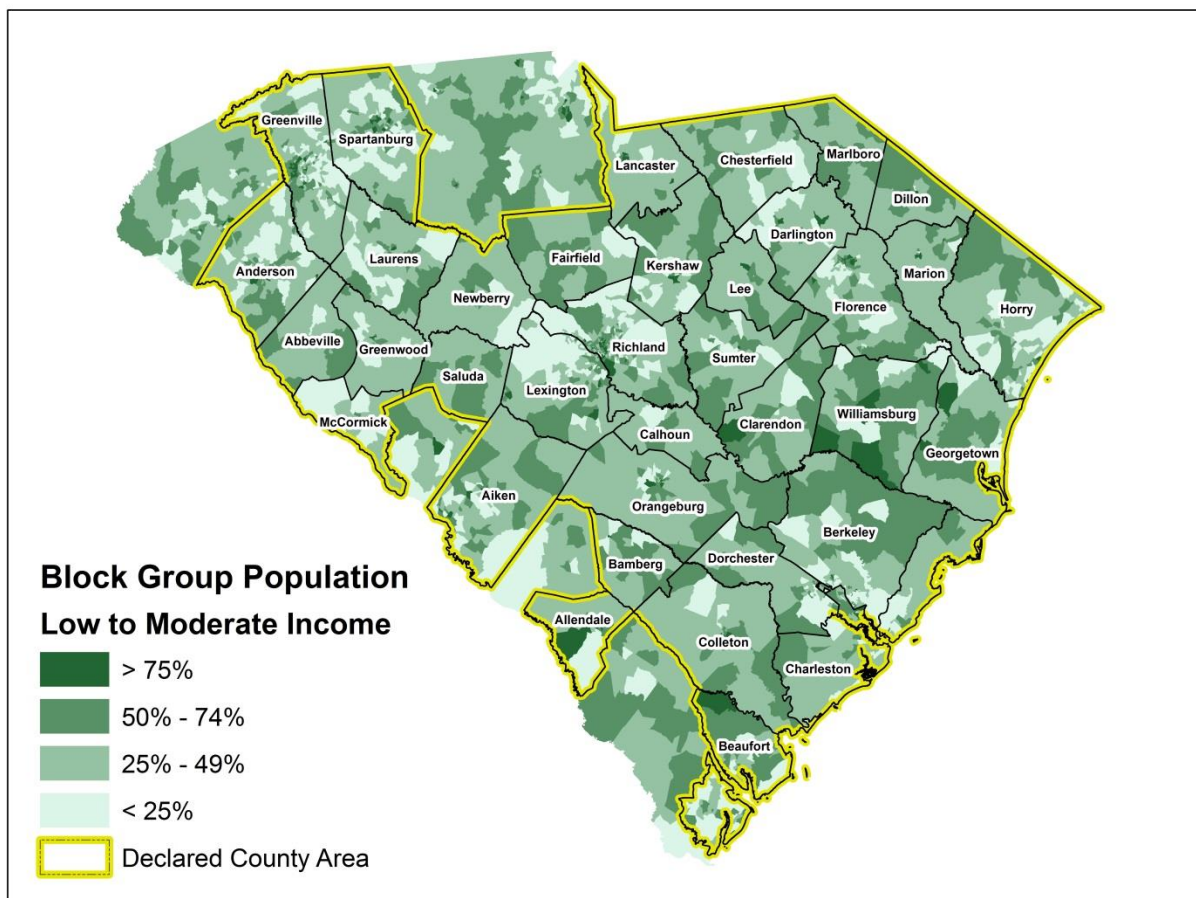 Greenville
Spartanburg
Lancaster
Chesterfield
Marlboro
Dillon
Anderson
Laurens
Fairfield
Kershaw
Darlington
Marion
Newberry
Lee
Florence
Horry
Abbeville
Greenwood
Richland
Sumter
Saluda
Lexington
McCormick
Calhoun
Clarendon
Williamsburg
Georgetown
Aiken
Orangeburg
Berkeley
Bamberg
Dorchester
Allendale
Colleton
Charleston
Beaufort
Block Group Population
Low to Moderate Income
> 75%
50% - 74%
25% - 49%
< 25%
Declared County Area